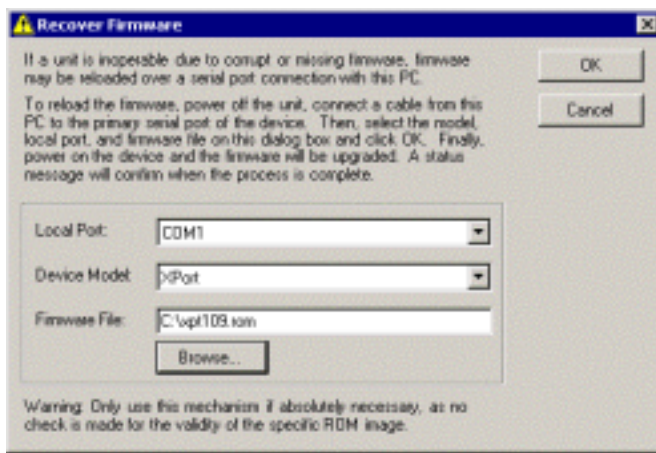 Recover Firmware
If a unit is inoperable due to corrupt or missing firmware, firmware
may be reloaded over a serial port connection with this PC.
To reload the firmware, power off the unit, connect a cable from this
PC to the primary serial port of the device. Then, select the model,
local port, and firmware file on this dialog box and click OK. Finally,
power on the device and the firmware will be upgraded. A status
message will confirm when the process is complete.
OK
Cancel
Local Port: COM1
Device Model: XPort
Firmware File: C:\xpt109.rom
Browse...
Warning: Only use this mechanism if absolutely necessary, as no
check is made for the validity of the specific ROM image.